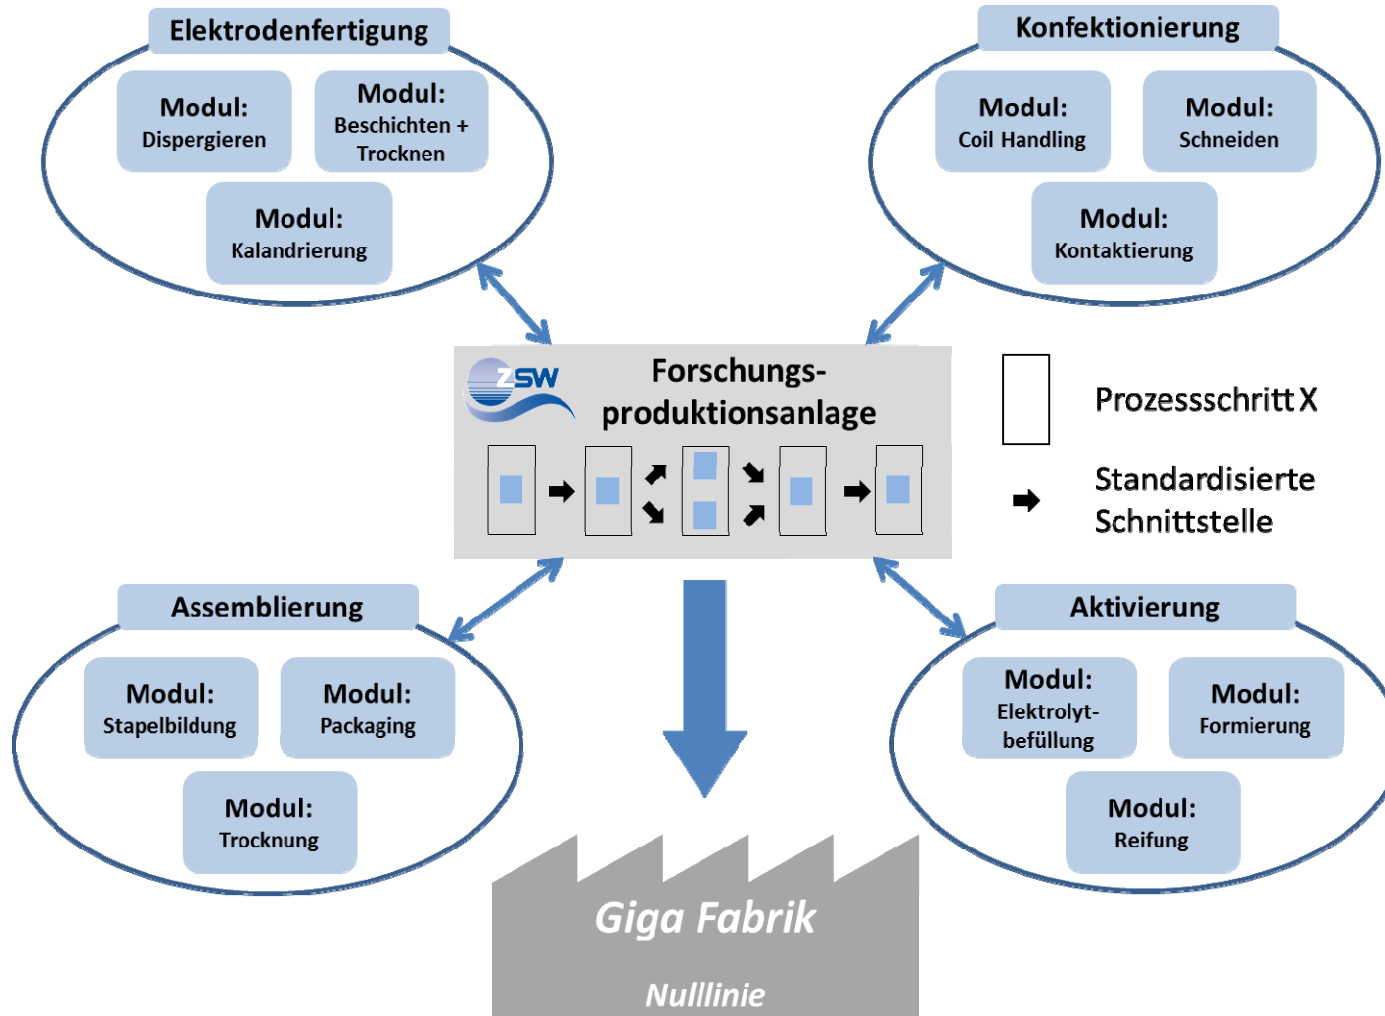 Elektrodenfertigung
Modul:
Dispergieren
Modul:
Beschichten +
Trocknen
Modul:
Kalandrierung
Konfektionierung
Modul:
Coil Handling
Modul:
Schneiden
Modul:
Kontaktierung
ZSW
Forschungs-
produktionsanlage
Prozessschritt X
Standardisierte
Schnittstelle
Assemblierung
Modul:
Stapelbildung
Modul:
Packaging
Modul:
Trocknung
Aktivierung
Modul:
Elektrolyt-
befüllung
Modul:
Formierung
Modul:
Reifung
Giga Fabrik
Nulllinie